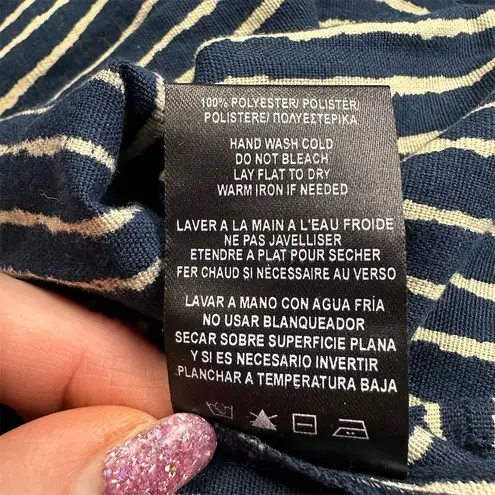 100% POLYESTER/ POLISTER/
POLISTERE/ ΠΟΛΥΕΣΤΕΡΙΚΑ
HAND WASH COLD
DO NOT BLEACH
LAY FLAT TO DRY
WARM IRON IF NEEDED
LAVER A LA MAIN A L'EAU FROIDE
NE PAS JAVELLISER
ETENDRE A PLAT POUR SECHER
FER CHAUD SI NÉCESSAIRE AU VERSO
LAVAR A MANO CON AGUA FRÍA
NO USAR BLANQUEADOR
SECAR SOBRE SUPERFICIE PLANA
Y SI ES NECESARIO INVERTIR
PLANCHAR A TEMPERATURA BAJA